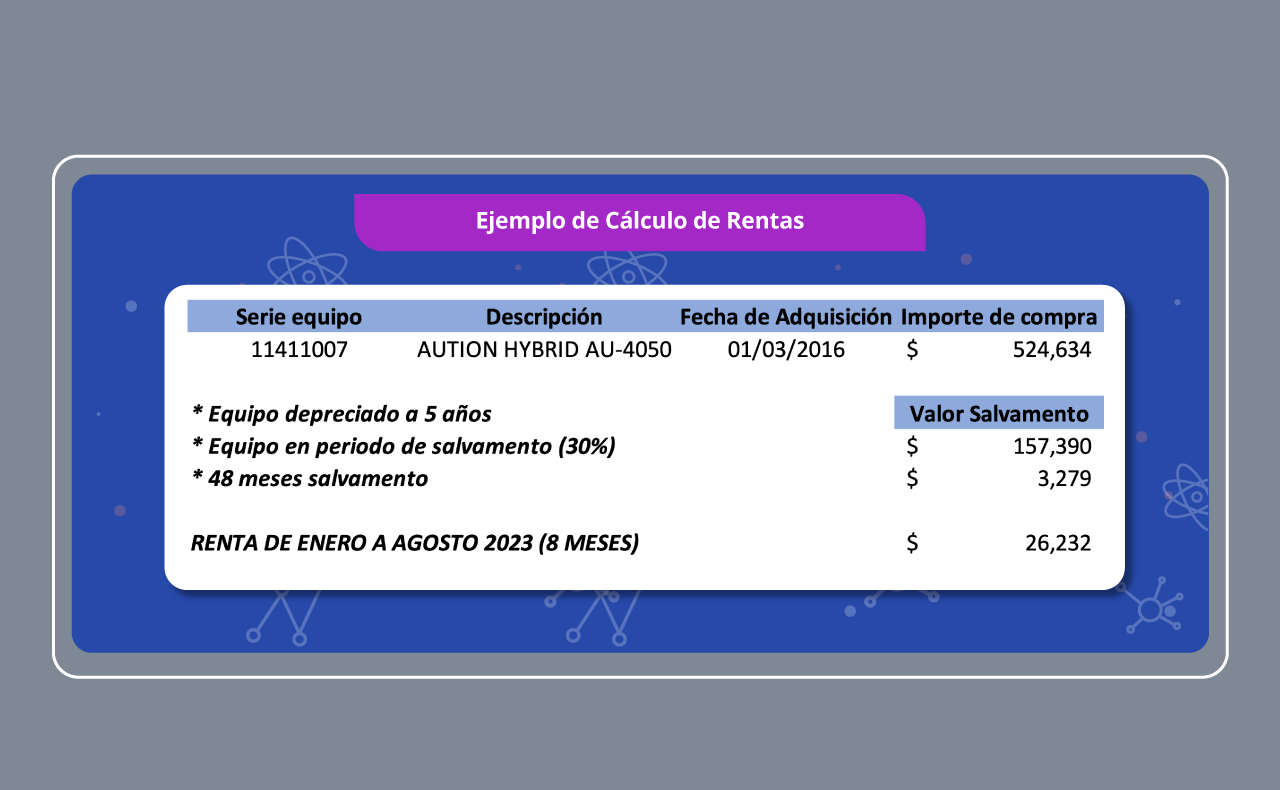 Ejemplo de Cálculo de Rentas
Serie equipo Descripción Fecha de Adquisición Importe de compra
11411007 AUTION HYBRID AU-4050 01/03/2016 $ 524,634
* Equipo depreciado a 5 años Valor Salvamento
* Equipo en periodo de salvamento (30%) $ 157,390
* 48 meses salvamento $ 3,279
RENTA DE ENERO A AGOSTO 2023 (8 MESES) $ 26,232